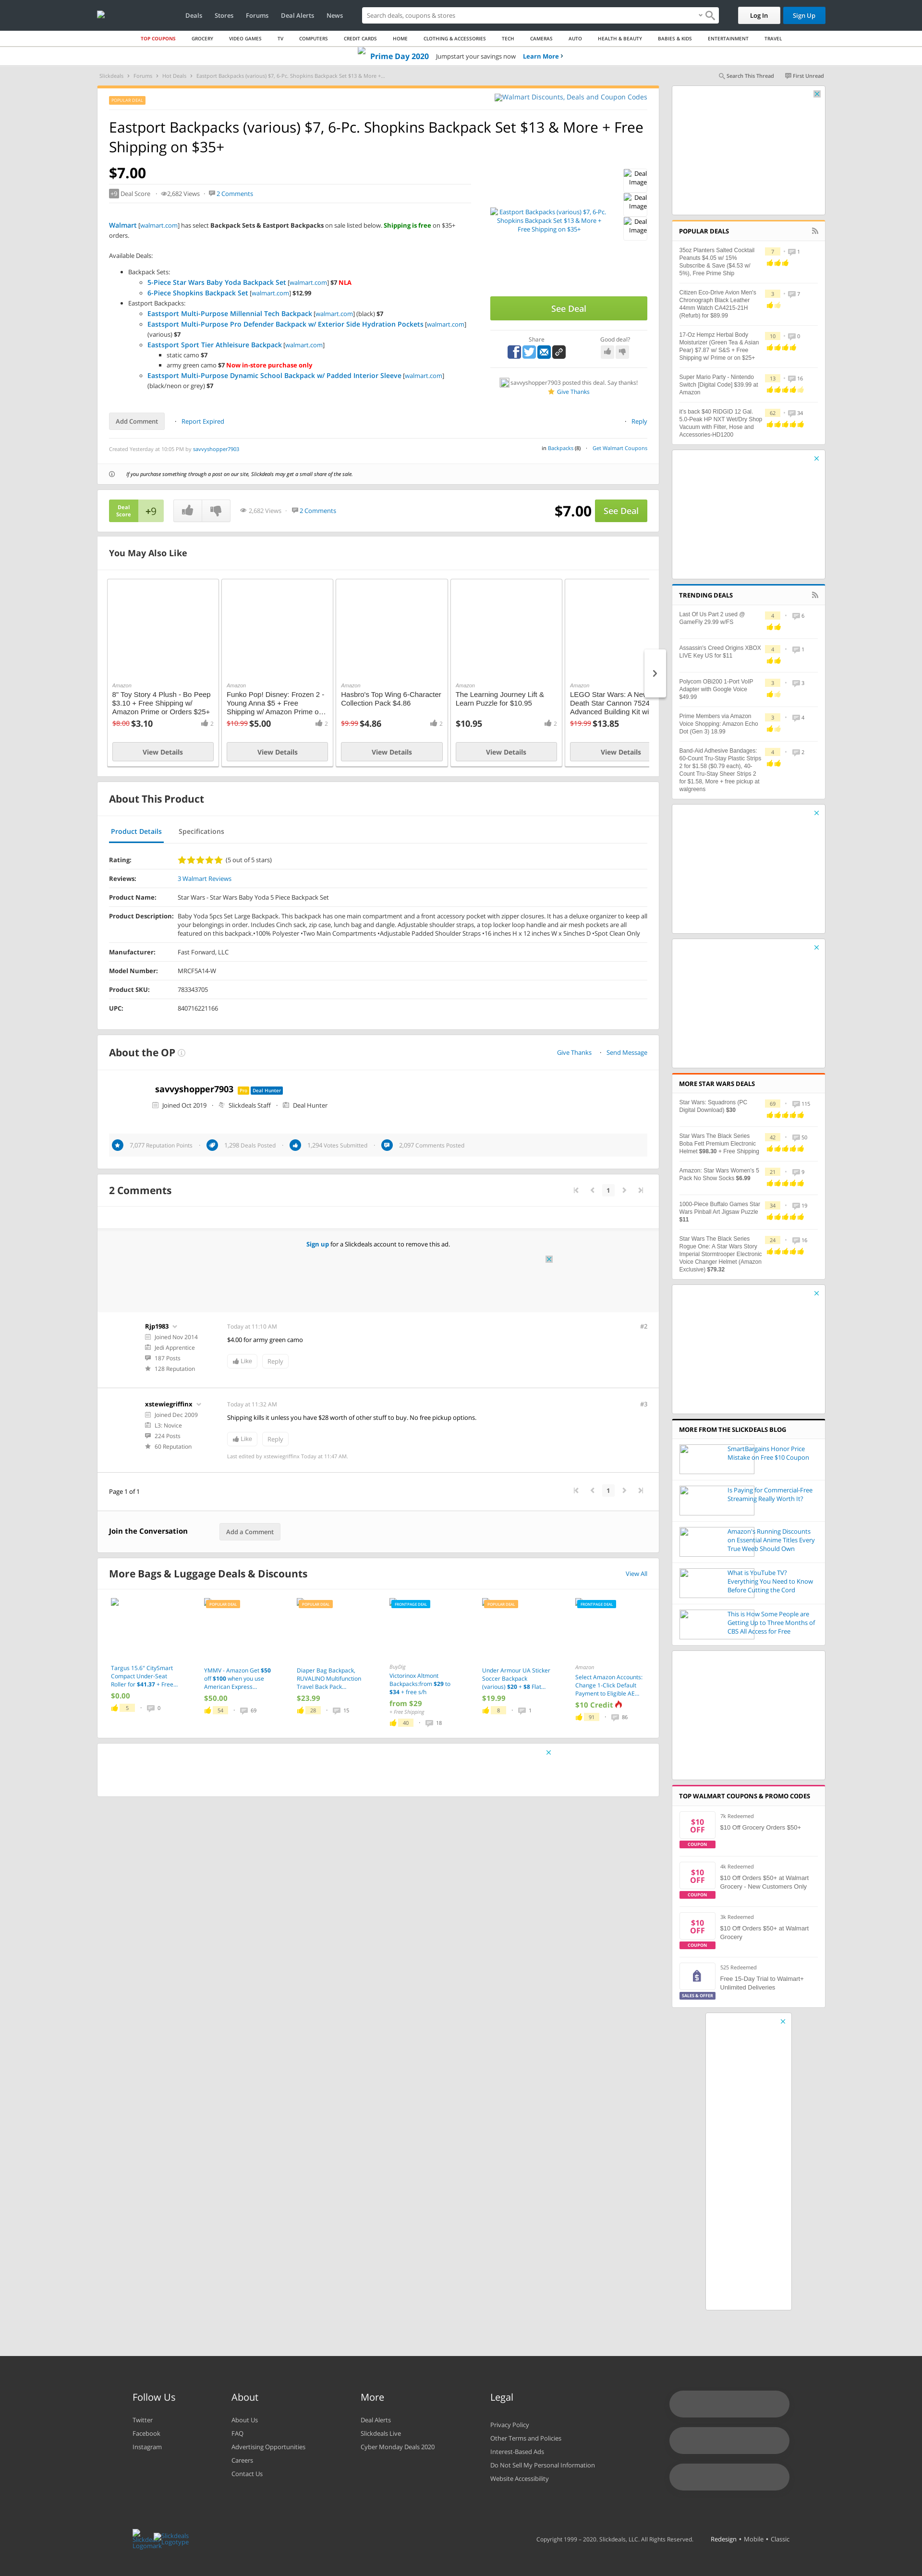 Deals Stores Forums Deal Alerts News
Search deals, coupons & stores
Log In Sign Up
TOP COUPONS GROCERY VIDEO GAMES TV COMPUTERS CREDIT CARDS HOME CLOTHING & ACCESSORIES TECH CAMERAS AUTO HEALTH & BEAUTY BABIES & KIDS ENTERTAINMENT TRAVEL
Prime Day 2020 Jumpstart your savings now Learn More ›
Slickdeals › Forums › Hot Deals › Eastport Backpacks (various) $7, 6-Pc. Shopkins Backpack Set $13 & More +...
Search This Thread First Unread
POPULAR DEAL
Walmart Discounts, Deals and Coupon Codes
Eastport Backpacks (various) $7, 6-Pc. Shopkins Backpack Set $13 & More + Free
Shipping on $35+
$7.00
+9 Deal Score • 2,682 Views • 2 Comments
Walmart [walmart.com] has select Backpack Sets & Eastport Backpacks on sale listed below. Shipping is free on $35+
orders.
Available Deals:
• Backpack Sets:
5-Piece Star Wars Baby Yoda Backpack Set [walmart.com] $7 NLA
6-Piece Shopkins Backpack Set [walmart.com] $12.99
• Eastport Backpacks:
Eastport Multi-Purpose Millennial Tech Backpack [walmart.com] (black) $7
Eastsport Multi-Purpose Pro Defender Backpack w/ Exterior Side Hydration Pockets [walmart.com]
(various) $7
Eastsport Sport Tier Athleisure Backpack [walmart.com]
static camo $7
army green camo $7 Now in-store purchase only
Eastsport Multi-Purpose Dynamic School Backpack w/ Padded Interior Sleeve [walmart.com]
(black/neon or grey) $7
Deal Image
Deal Image
Deal Image
Eastport Backpacks (various) $7, 6-Pc.
Shopkins Backpack Set $13 & More +
Free Shipping on $35+
See Deal
Share Good deal?
savvyshopper7903 posted this deal. Say thanks!
Give Thanks
Add Comment • Report Expired • Reply
Created Yesterday at 10:05 PM by savvyshopper7903
in Backpacks (8) • Get Walmart Coupons
If you purchase something through a post on our site, Slickdeals may get a small share of the sale.
Deal
Score
+9
2,682 Views • 2 Comments
$7.00 See Deal
You May Also Like
Amazon
8" Toy Story 4 Plush - Bo Peep
$3.10 + Free Shipping w/
Amazon Prime or Orders $25+
$8.00 $3.10 2
View Details
Amazon
Funko Pop! Disney: Frozen 2 -
Young Anna $5 + Free
Shipping w/ Amazon Prime o...
$10.99 $5.00 2
View Details
Amazon
Hasbro's Top Wing 6-Character
Collection Pack $4.86
$9.99 $4.86 2
View Details
Amazon
The Learning Journey Lift &
Learn Puzzle for $10.95
$10.95 2
View Details
Amazon
LEGO Star Wars: A New
Death Star Cannon 7524
Advanced Building Kit wi
$19.99 $13.85
View Details
About This Product
Product Details Specifications
Rating: (5 out of 5 stars)
Reviews: 3 Walmart Reviews
Product Name: Star Wars - Star Wars Baby Yoda 5 Piece Backpack Set
Product Description: Baby Yoda 5pcs Set Large Backpack. This backpack has one main compartment and a front accessory pocket with zipper closures. It has a deluxe organizer to keep all
your belongings in order. Includes Cinch sack, zip case, lunch bag and dangle. Adjustable shoulder straps, a top locker loop handle and air mesh pockets are all
featured on this backpack.•100% Polyester •Two Main Compartments •Adjustable Padded Shoulder Straps •16 inches H x 12 inches W x 5inches D •Spot Clean Only
Manufacturer: Fast Forward, LLC
Model Number: MRCF5A14-W
Product SKU: 783343705
UPC: 840716221166
About the OP
Give Thanks • Send Message
savvyshopper7903 Pro Deal Hunter
Joined Oct 2019 • Slickdeals Staff • Deal Hunter
7,077 Reputation Points • 1,298 Deals Posted • 1,294 Votes Submitted • 2,097 Comments Posted
2 Comments
1
Sign up for a Slickdeals account to remove this ad.
Rjp1983
Joined Nov 2014
Jedi Apprentice
187 Posts
128 Reputation
Today at 11:10 AM #2
$4.00 for army green camo
Like Reply
xstewiegriffinx
Joined Dec 2009
L3: Novice
224 Posts
60 Reputation
Today at 11:32 AM #3
Shipping kills it unless you have $28 worth of other stuff to buy. No free pickup options.
Like Reply
Last edited by xstewiegriffinx Today at 11:47 AM.
Page 1 of 1
1
Join the Conversation Add a Comment
More Bags & Luggage Deals & Discounts
View All
Targus 15.6" CitySmart
Compact Under-Seat
Roller for $41.37 + Free...
$0.00
5 • 0
POPULAR DEAL
YMMV - Amazon Get $50
off $100 when you use
American Express...
$50.00
54 • 69
POPULAR DEAL
Diaper Bag Backpack,
RUVALINO Multifunction
Travel Back Pack...
$23.99
28 • 15
FRONTPAGE DEAL
BuyDig
Victorinox Altmont
Backpacks:from $29 to
$34 + free s/h
from $29
+ Free Shipping
40 • 18
POPULAR DEAL
Under Armour UA Sticker
Soccer Backpack
(various) $20 + $8 Flat...
$19.99
8 • 1
FRONTPAGE DEAL
Amazon
Select Amazon Accounts:
Change 1-Click Default
Payment to Eligible AE...
$10 Credit
91 • 86
POPULAR DEALS
35oz Planters Salted Cocktail
Peanuts $4.05 w/ 15%
Subscribe & Save ($4.53 w/
5%), Free Prime Ship
7 • 1
Citizen Eco-Drive Avion Men's
Chronograph Black Leather
44mm Watch CA4215-21H
(Refurb) for $89.99
3 • 7
17-Oz Hempz Herbal Body
Moisturizer (Green Tea & Asian
Pear) $7.87 w/ S&S + Free
Shipping w/ Prime or on $25+
10 • 0
Super Mario Party - Nintendo
Switch [Digital Code] $39.99 at
Amazon
13 • 16
it's back $40 RIDGID 12 Gal.
5.0-Peak HP NXT Wet/Dry Shop
Vacuum with Filter, Hose and
Accessories-HD1200
62 • 34
TRENDING DEALS
Last Of Us Part 2 used @
GameFly 29.99 w/FS
4 • 6
Assassin's Creed Origins XBOX
LIVE Key US for $11
4 • 1
Polycom OBi200 1-Port VoIP
Adapter with Google Voice
$49.99
3 • 3
Prime Members via Amazon
Voice Shopping: Amazon Echo
Dot (Gen 3) 18.99
3 • 4
Band-Aid Adhesive Bandages:
60-Count Tru-Stay Plastic Strips
2 for $1.58 ($0.79 each), 40-
Count Tru-Stay Sheer Strips 2
for $1.58, More + free pickup at
walgreens
4 • 2
MORE STAR WARS DEALS
Star Wars: Squadrons (PC
Digital Download) $30
69 • 115
Star Wars The Black Series
Boba Fett Premium Electronic
Helmet $98.30 + Free Shipping
42 • 50
Amazon: Star Wars Women's 5
Pack No Show Socks $6.99
21 • 9
1000-Piece Buffalo Games Star
Wars Pinball Art Jigsaw Puzzle
$11
34 • 19
Star Wars The Black Series
Rogue One: A Star Wars Story
Imperial Stormtrooper Electronic
Voice Changer Helmet (Amazon
Exclusive) $79.32
24 • 16
MORE FROM THE SLICKDEALS BLOG
SmartBargains Honor Price
Mistake on Free $10 Coupon
Is Paying for Commercial-Free
Streaming Really Worth It?
Amazon's Running Discounts
on Essential Anime Titles Every
True Weeb Should Own
What is YouTube TV?
Everything You Need to Know
Before Cutting the Cord
This is How Some People are
Getting Up to Three Months of
CBS All Access for Free
TOP WALMART COUPONS & PROMO CODES
$10
OFF
COUPON
7k Redeemed
$10 Off Grocery Orders $50+
$10
OFF
COUPON
4k Redeemed
$10 Off Orders $50+ at Walmart
Grocery - New Customers Only
$10
OFF
COUPON
3k Redeemed
$10 Off Orders $50+ at Walmart
Grocery
SALES & OFFER
525 Redeemed
Free 15-Day Trial to Walmart+
Unlimited Deliveries
Follow Us
Twitter
Facebook
Instagram
About
About Us
FAQ
Advertising Opportunities
Careers
Contact Us
More
Deal Alerts
Slickdeals Live
Cyber Monday Deals 2020
Legal
Privacy Policy
Other Terms and Policies
Interest-Based Ads
Do Not Sell My Personal Information
Website Accessibility
Slickdeals Logomark
Slickdeals Logotype
Copyright 1999 – 2020. Slickdeals, LLC. All Rights Reserved. Redesign • Mobile • Classic